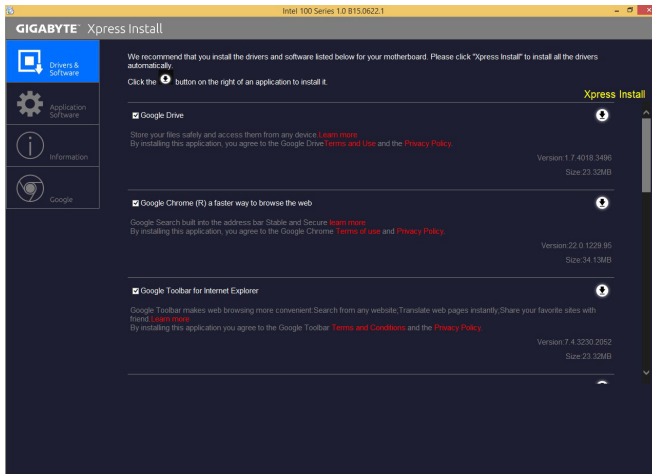 Intel 100 Series 1.0 B15.0622.1
GIGABYTE™ Xpress Install
Drivers &
Software
Application
Software
Information
Google
We recommend that you install the drivers and software listed below for your motherboard. Please click "Xpress Install" to install all the drivers
automatically.
Click the button on the right of an application to install it.
Xpress Install
Google Drive
Store your files safely and access them from any device.Learn more
By installing this application, you agree to the Google DriveTerms and Use and the Privacy Policy.
Version:1.7.4018.3496
Size:23.32MB
Google Chrome (R) a faster way to browse the web
Google Search built into the address bar Stable and Secure learn more
By installing this application, you agree to the Google Chrome Terms of use and Privacy Policy.
Version:22.0.1229.95
Size:34.13MB
Google Toolbar for Internet Explorer
Google Toolbar makes web browsing more convenient.Search from any website;Translate web pages instantly;Share your favorite sites with
friend.Learn more
By installing this application you agree to the Google Toolbar Terms and Conditions and the Privacy Policy.
Version:7.4.3230.2052
Size:23.32MB